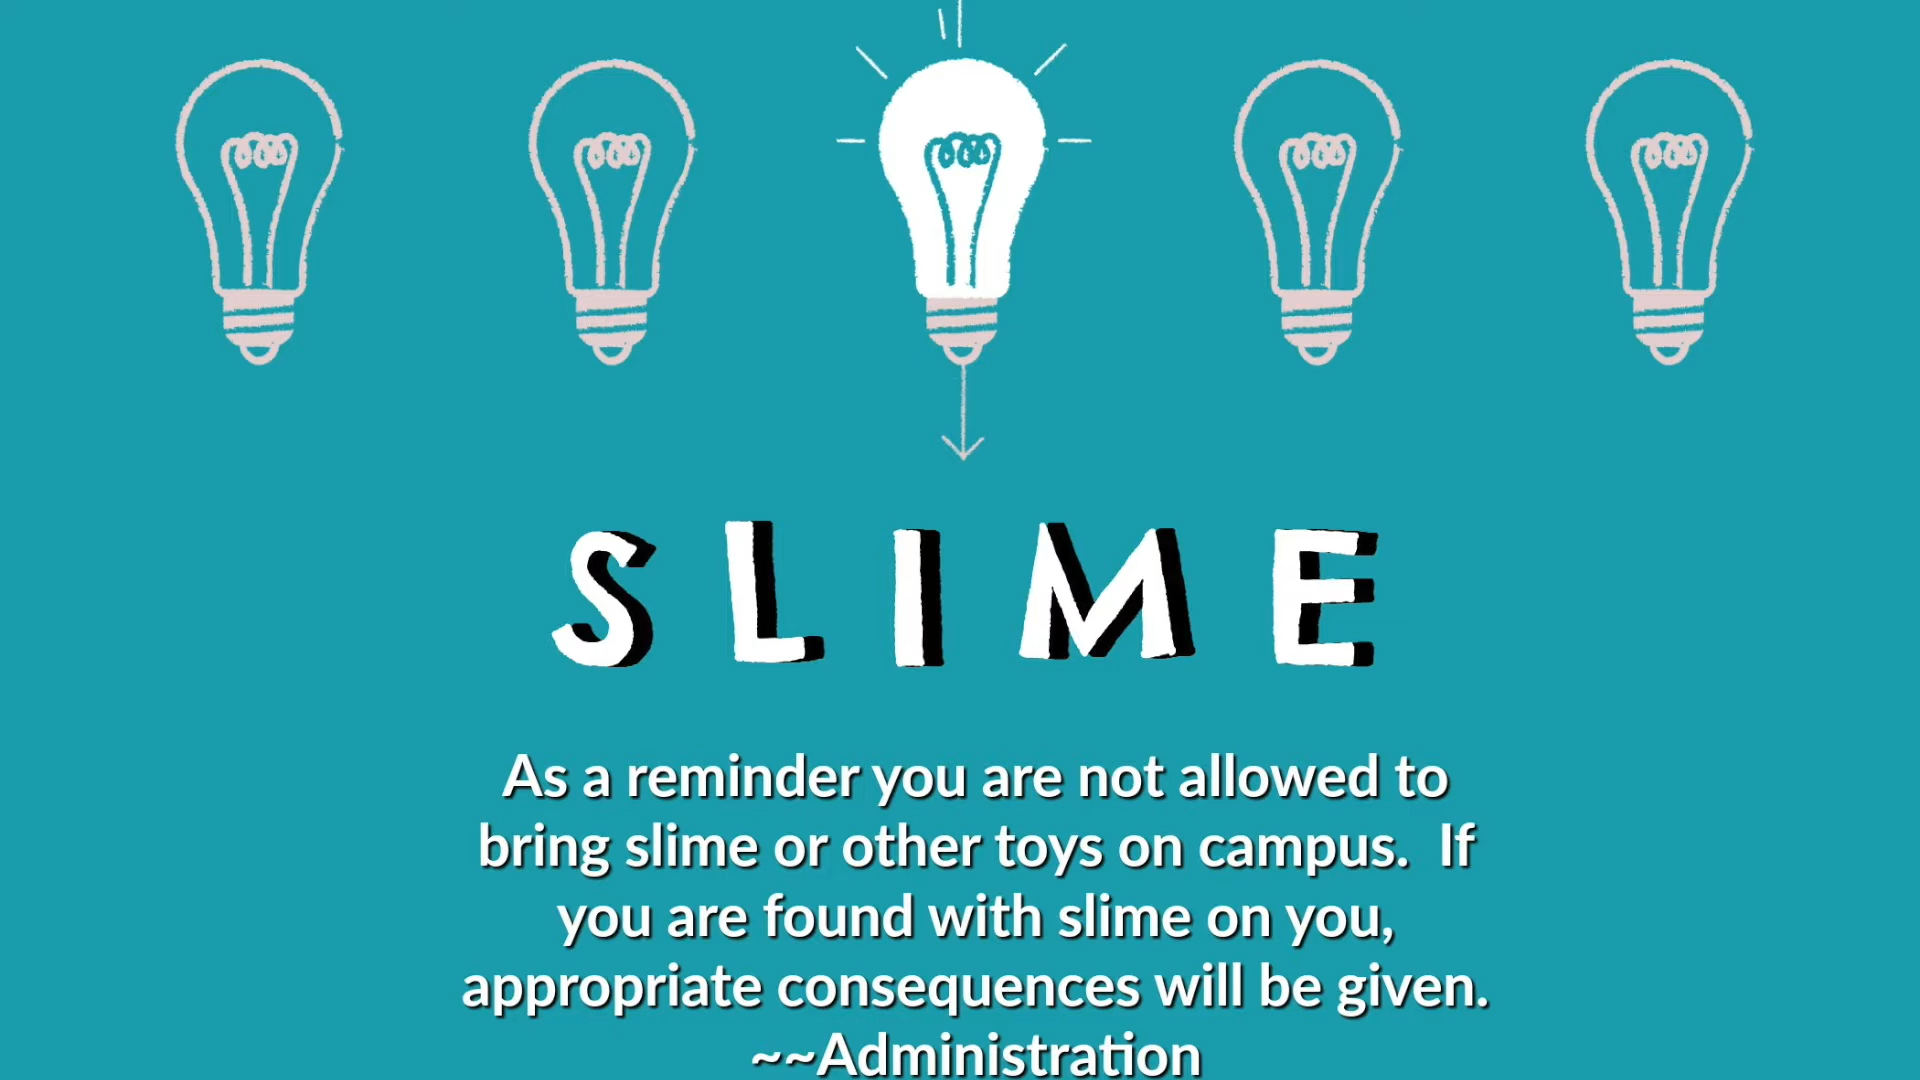 SLIME
As a reminder you are not allowed to
bring slime or other toys on campus.  If
you are found with slime on you,
appropriate consequences will be given.
~~Administration